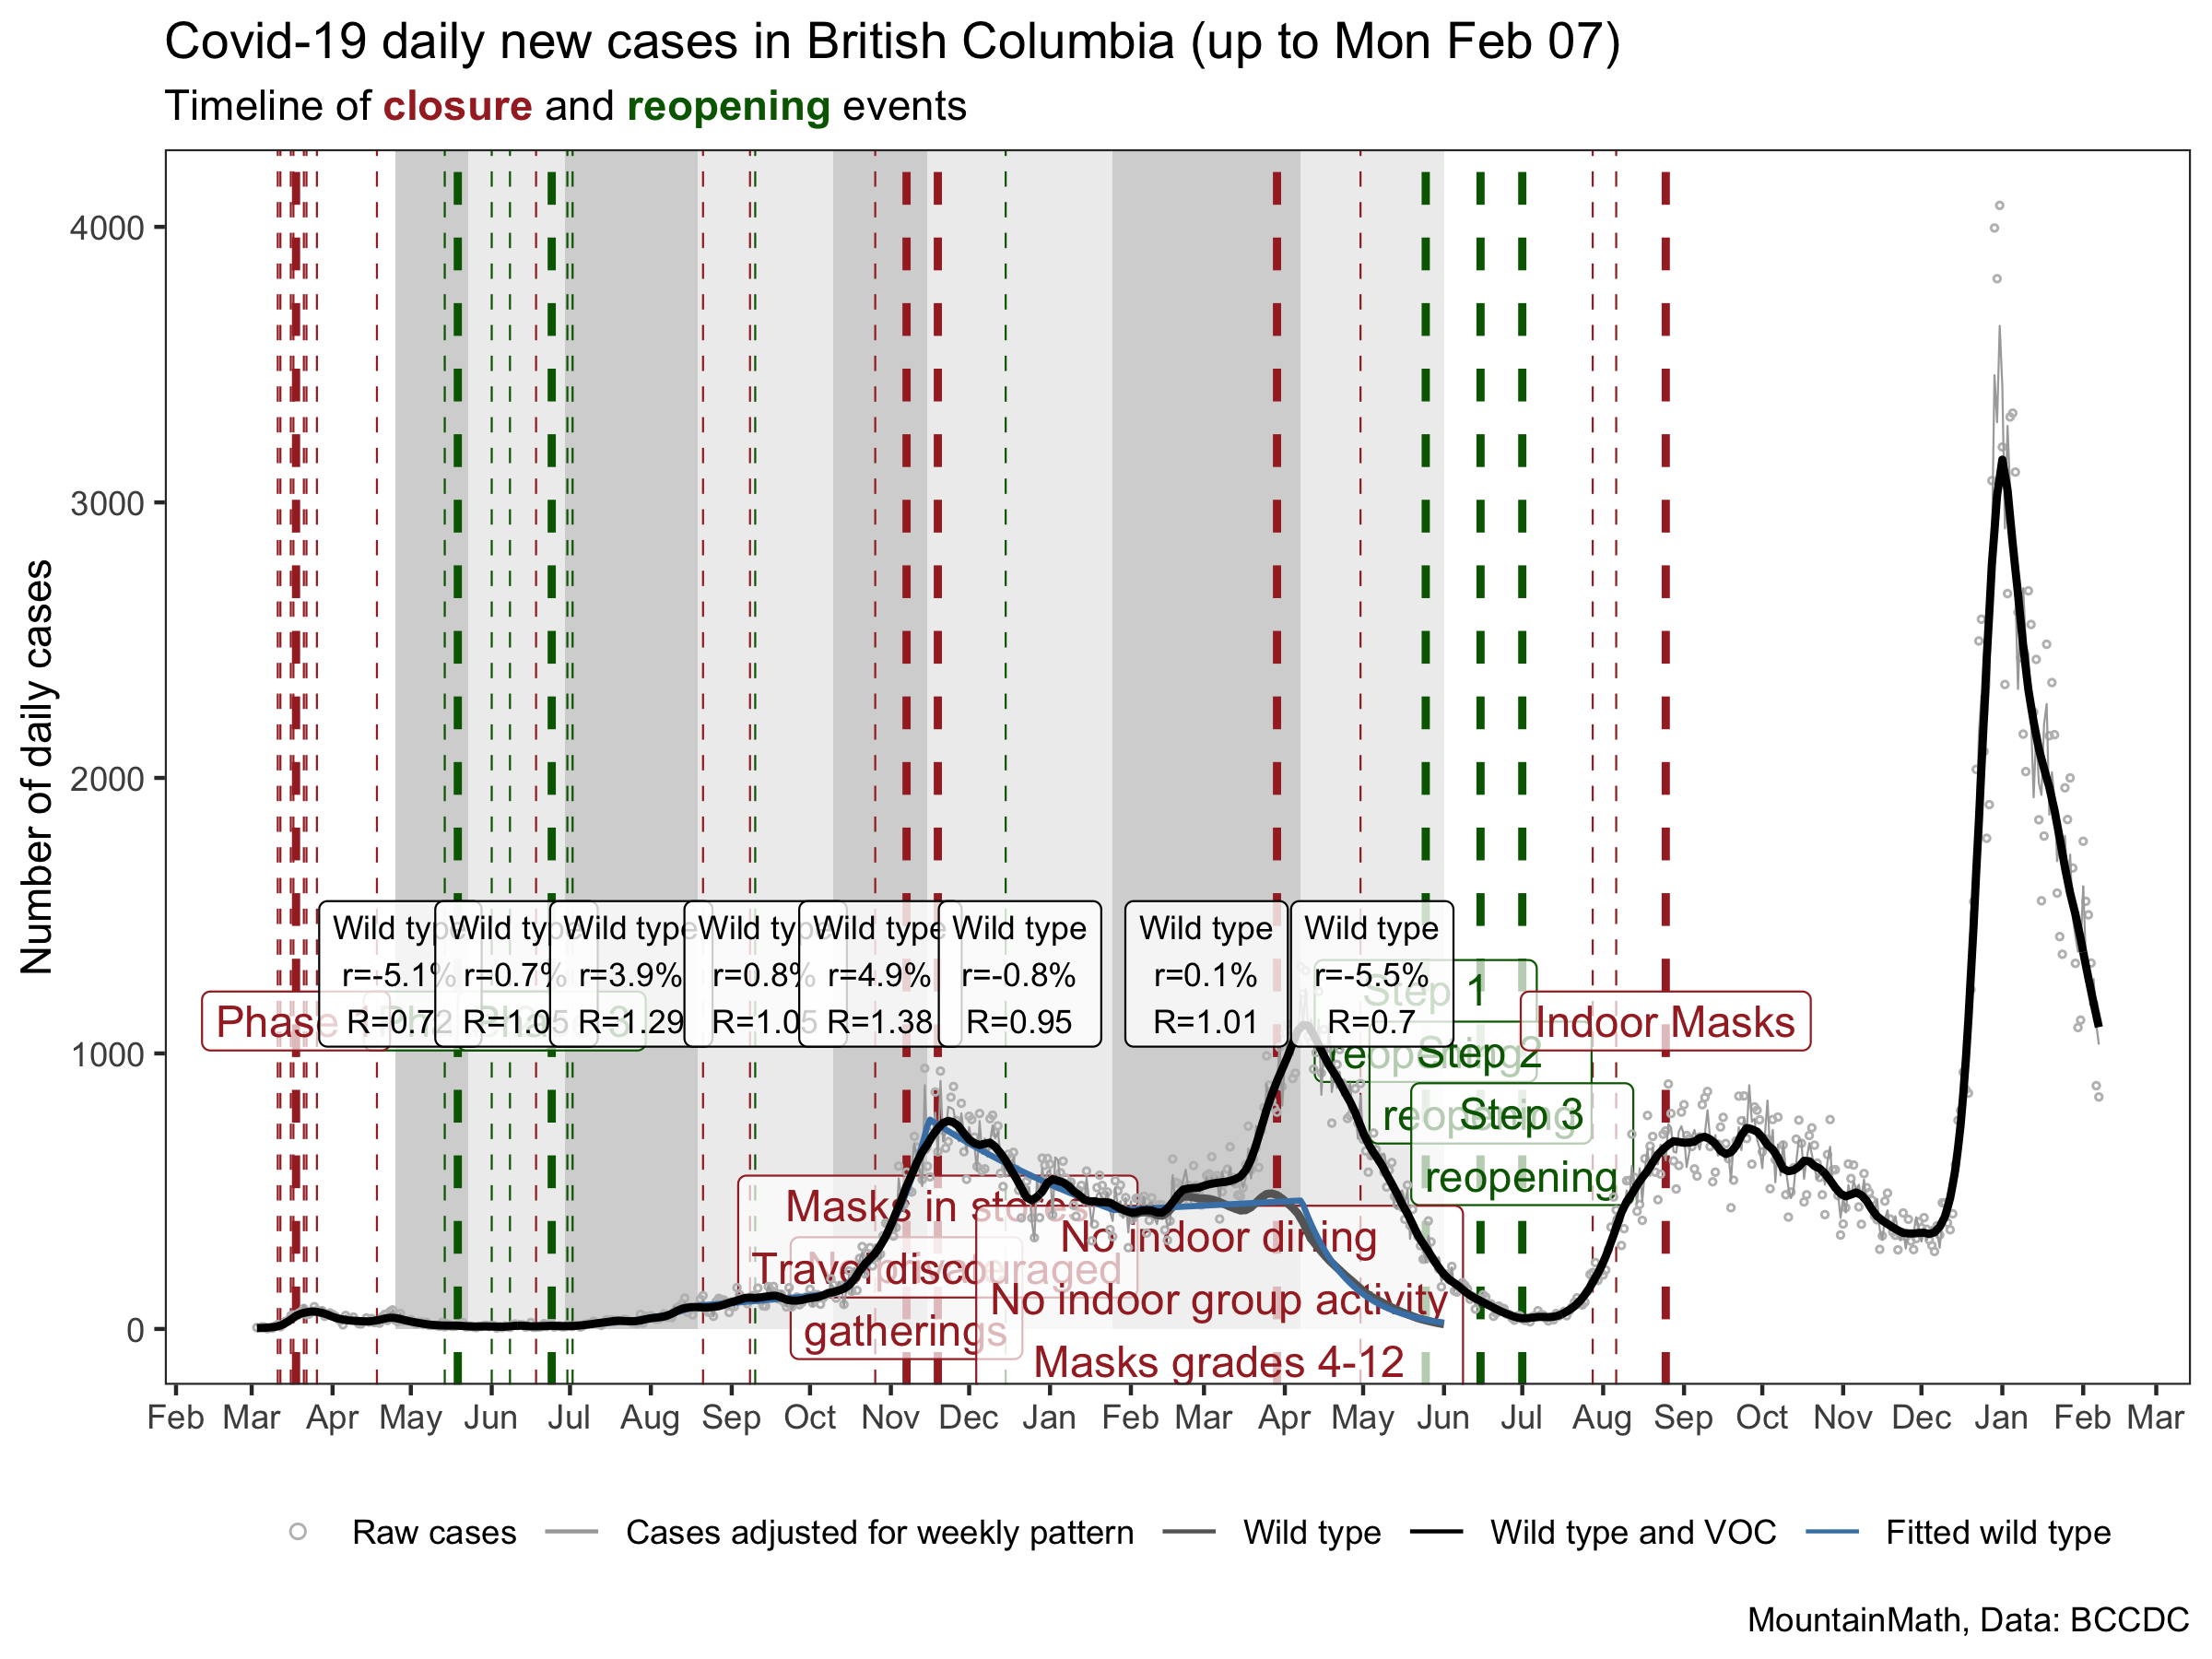 Covid-19 daily new cases in British Columbia (up to Mon Feb 07)
Timeline of closure and reopening events
Number of daily cases
4000
3000
2000
1000
0
Wild type
r=-5.1%
R=0.72
Wild type
r=0.7%
R=1.05
Wild type
r=3.9%
R=1.29
Wild type
r=0.8%
R=1.05
Wild type
r=4.9%
R=1.38
Wild type
r=-0.8%
R=0.95
Wild type
r=0.1%
R=1.01
Wild type
r=-5.5%
R=0.7
Phase
Phase 3
Step 1
reopening
Step 2
reopening
Step 3
reopening
Indoor Masks
Masks in stores
Travel discouraged
gatherings
No indoor dining
No indoor group activity
Masks grades 4-12
Feb Mar Apr May Jun Jul Aug Sep Oct Nov Dec Jan Feb Mar Apr May Jun Jul Aug Sep Oct Nov Dec Jan Feb Mar
Raw cases Cases adjusted for weekly pattern Wild type Wild type and VOC Fitted wild type
MountainMath, Data: BCCDC